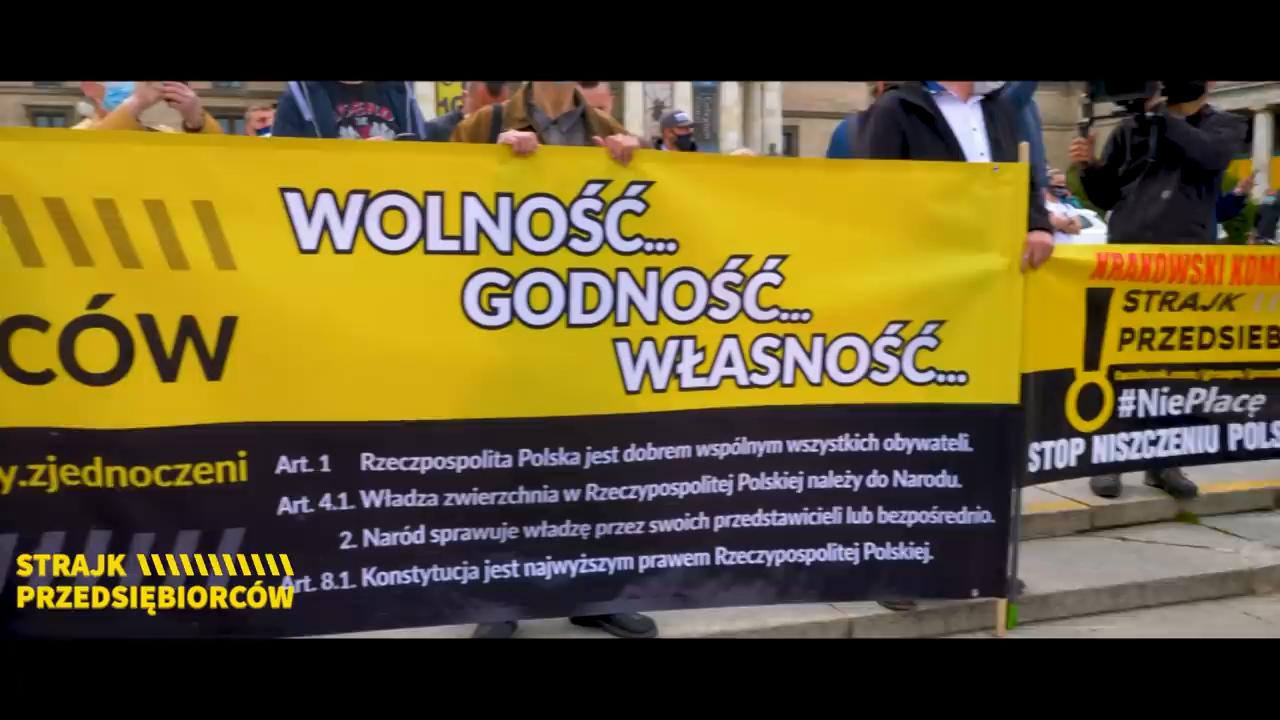 WOLNOŚĆ...
GODNOŚĆ...
WŁASNOŚĆ...
CÓW
y.zjednoczeni
Art. 1 Rzeczpospolita Polska jest dobrem wspólnym wszystkich obywateli.
Art. 4.1. Władza zwierzchnia w Rzeczypospolitej Polskiej należy do Narodu.
2. Naród sprawuje władzę przez swoich przedstawicieli lub bezpośrednio.
Art. 8.1. Konstytucja jest najwyższym prawem Rzeczypospolitej Polskiej.
KRAKOWSKI KOMI
STRAJK
PRZEDSIĘB
#NiePłacę
STOP NISZCZENIU POLS
STRAJK
PRZEDSIĘBIORCÓW